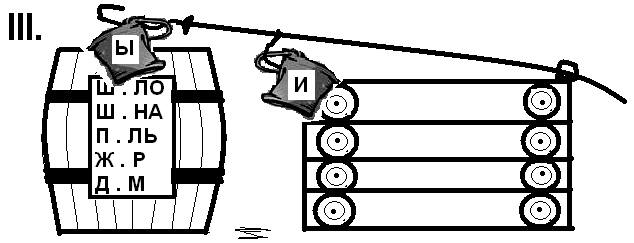 III.
Ы
И
Ш . ЛО
Ш . НА
П . ЛЬ
Ж . Р
Д . М